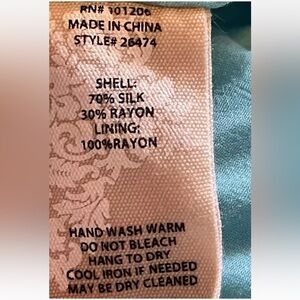 RN# 101206
MADE IN CHINA
STYLE# 26474
SHELL:
70% SILK
30% RAYON
LINING:
100%RAYON
HAND WASH WARM
DO NOT BLEACH
HANG TO DRY
COOL IRON IF NEEDED
MAY BE DRY CLEANED